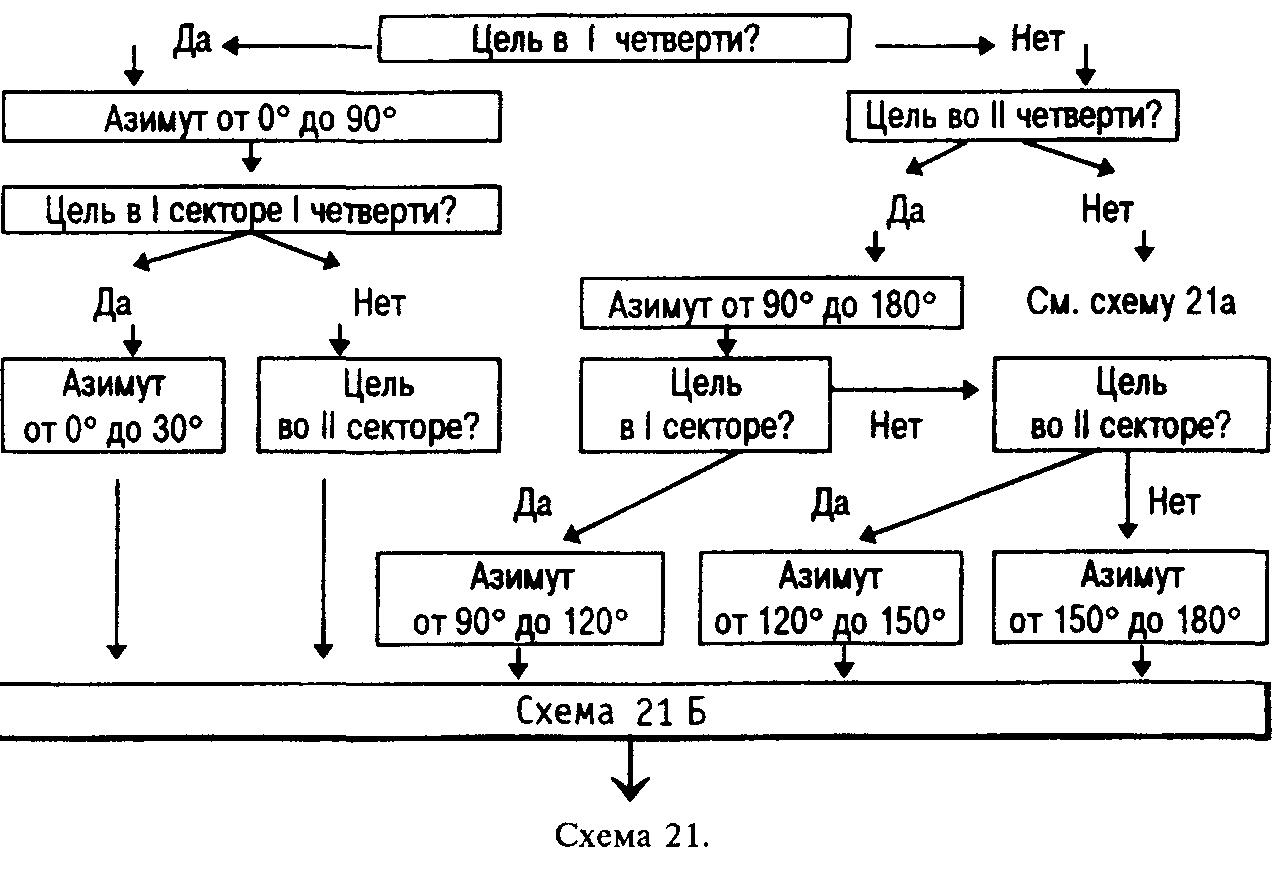 Да
Цель в I четверти?
Нет
Азимут от 0° до 90°
Цель во II четверти?
Цель в I секторе I четверти?
Да
Нет
Да
Нет
Азимут от 90° до 180°
См. схему 21а
Азимут
от 0° до 30°
Цель
во II секторе?
Цель
в I секторе?
Нет
Цель
во II секторе?
Да
Да
Нет
Азимут
от 90° до 120°
Азимут
от 120° до 150°
Азимут
от 150° до 180°
Схема 21 Б
Схема 21.